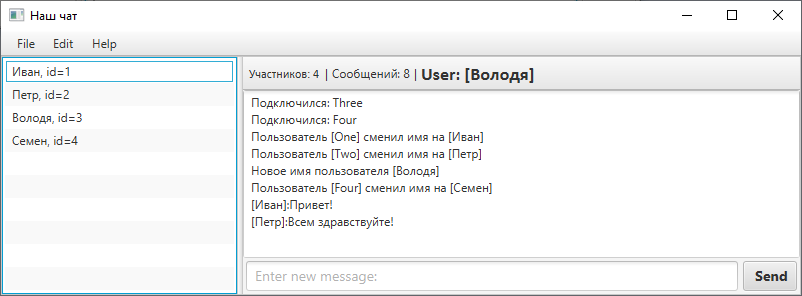 Наш чат
File Edit Help
Иван, id=1
Петр, id=2
Володя, id=3
Семен, id=4
Участников: 4 | Сообщений: 8 | User: [Володя]
Подключился: Three
Подключился: Four
Пользователь [One] сменил имя на [Иван]
Пользователь [Two] сменил имя на [Петр]
Новое имя пользователя [Володя]
Пользователь [Four] сменил имя на [Семен]
[Иван]:Привет!
[Петр]:Всем здравствуйте!
Enter new message:
Send